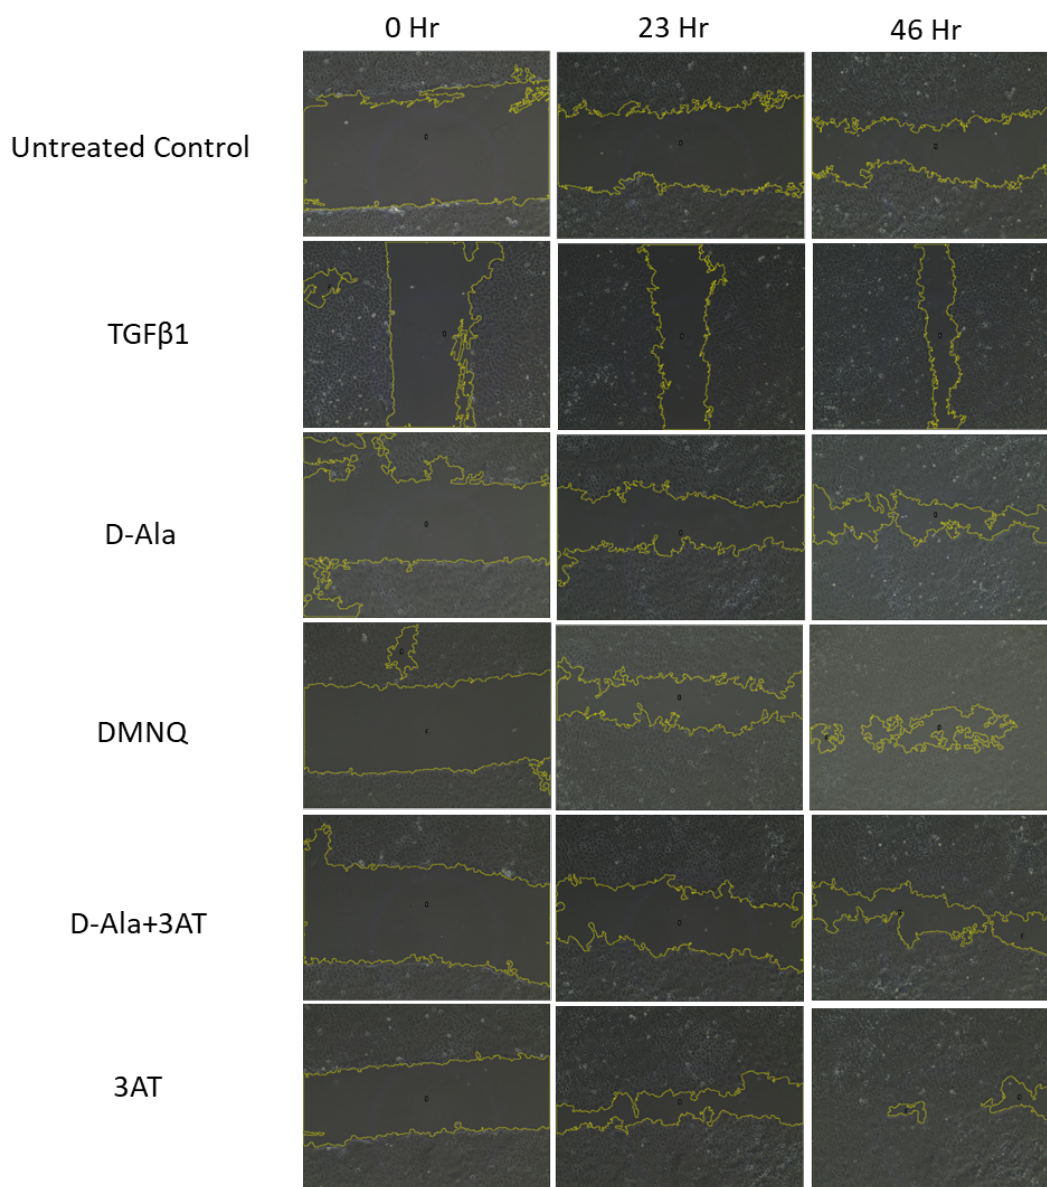 0 Hr 23 Hr 46 Hr
Untreated Control
TGFβ1
D-Ala
DMNQ
D-Ala+3AT
3AT